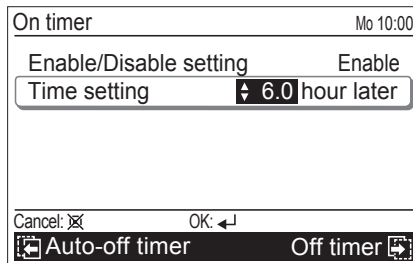 On timer Mo 10:00
Enable/Disable setting Enable
Time setting 6.0 hour later
Cancel: OK:
Auto-off timer Off timer